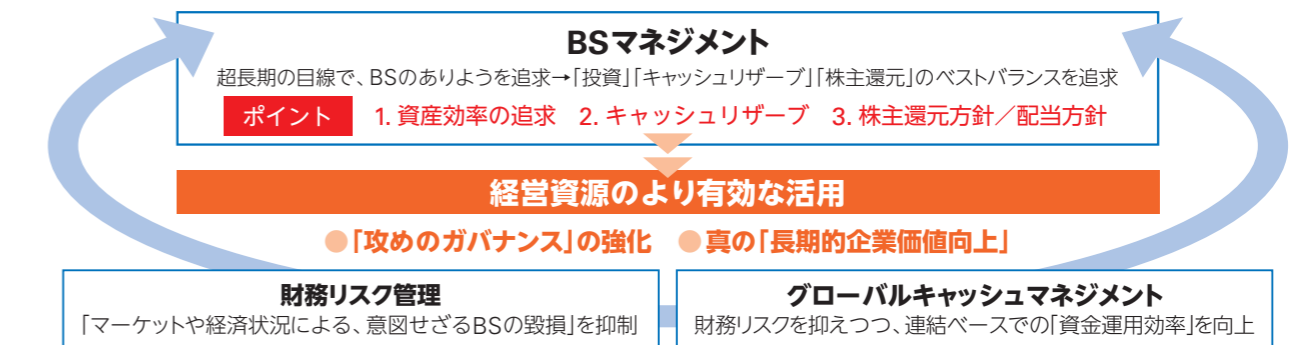 BSマネジメント
超長期の目線で、BSのありようを追求→「投資」「キャッシュリザーブ」「株主還元」のベストバランスを追求
ポイント 1. 資産効率の追求 2. キャッシュリザーブ 3. 株主還元方針／配当方針
経営資源のより有効な活用
●「攻めのガバナンス」の強化 ●真の「長期的企業価値向上」
財務リスク管理
「マーケットや経済状況による、意図せざるBSの毀損」を抑制
グローバルキャッシュマネジメント
財務リスクを抑えつつ、連結ベースでの「資金運用効率」を向上